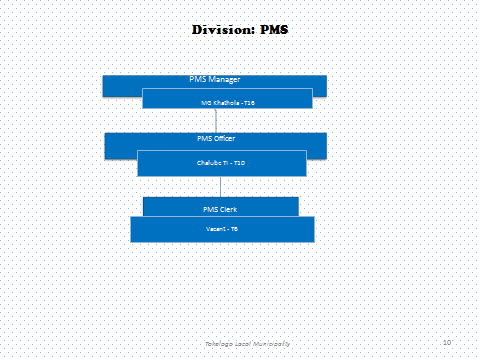 Division: PMS
PMS Manager
MG Khathola - T16
PMS Officer
Chalube TI - T10
PMS Clerk
Vacant - T6
Tokologo Local Municipality
10